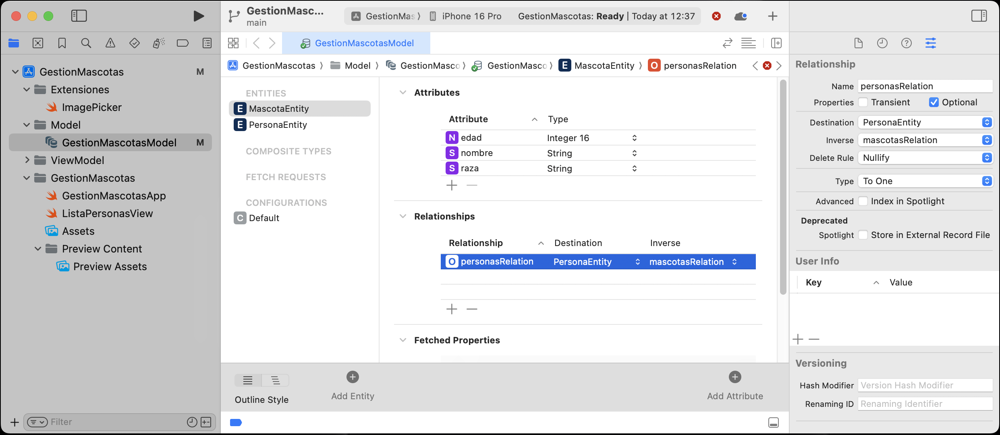 GestionMasc...
main
GestionMas
iPhone 16 Pro
GestionMascotas: Ready | Today at 12:37
GestionMascotasModel
GestionMascotas
Model
GestionMasco
GestionMasco
E MascotaEntity
O personasRelation
GestionMascotas M
Extensiones
ImagePicker
Model
GestionMascotasModel M
ViewModel
GestionMascotas
GestionMascotasApp
ListaPersonasView
Assets
Preview Content
Preview Assets
Filter
ENTITIES
E MascotaEntity
E PersonaEntity
COMPOSITE TYPES
FETCH REQUESTS
CONFIGURATIONS
C Default
Attributes
Attribute Type
N edad Integer 16
S nombre String
S raza String
Relationships
Relationship Destination Inverse
O personasRelation PersonaEntity mascotasRelation
Fetched Properties
Outline Style
Add Entity
Add Attribute
Relationship
Name personasRelation
Properties Transient Optional
Destination PersonaEntity
Inverse mascotasRelation
Delete Rule Nullify
Type To One
Advanced Index in Spotlight
Deprecated
Spotlight Store in External Record File
User Info
Key Value
Versioning
Hash Modifier Version Hash Modifier
Renaming ID Renaming Identifier